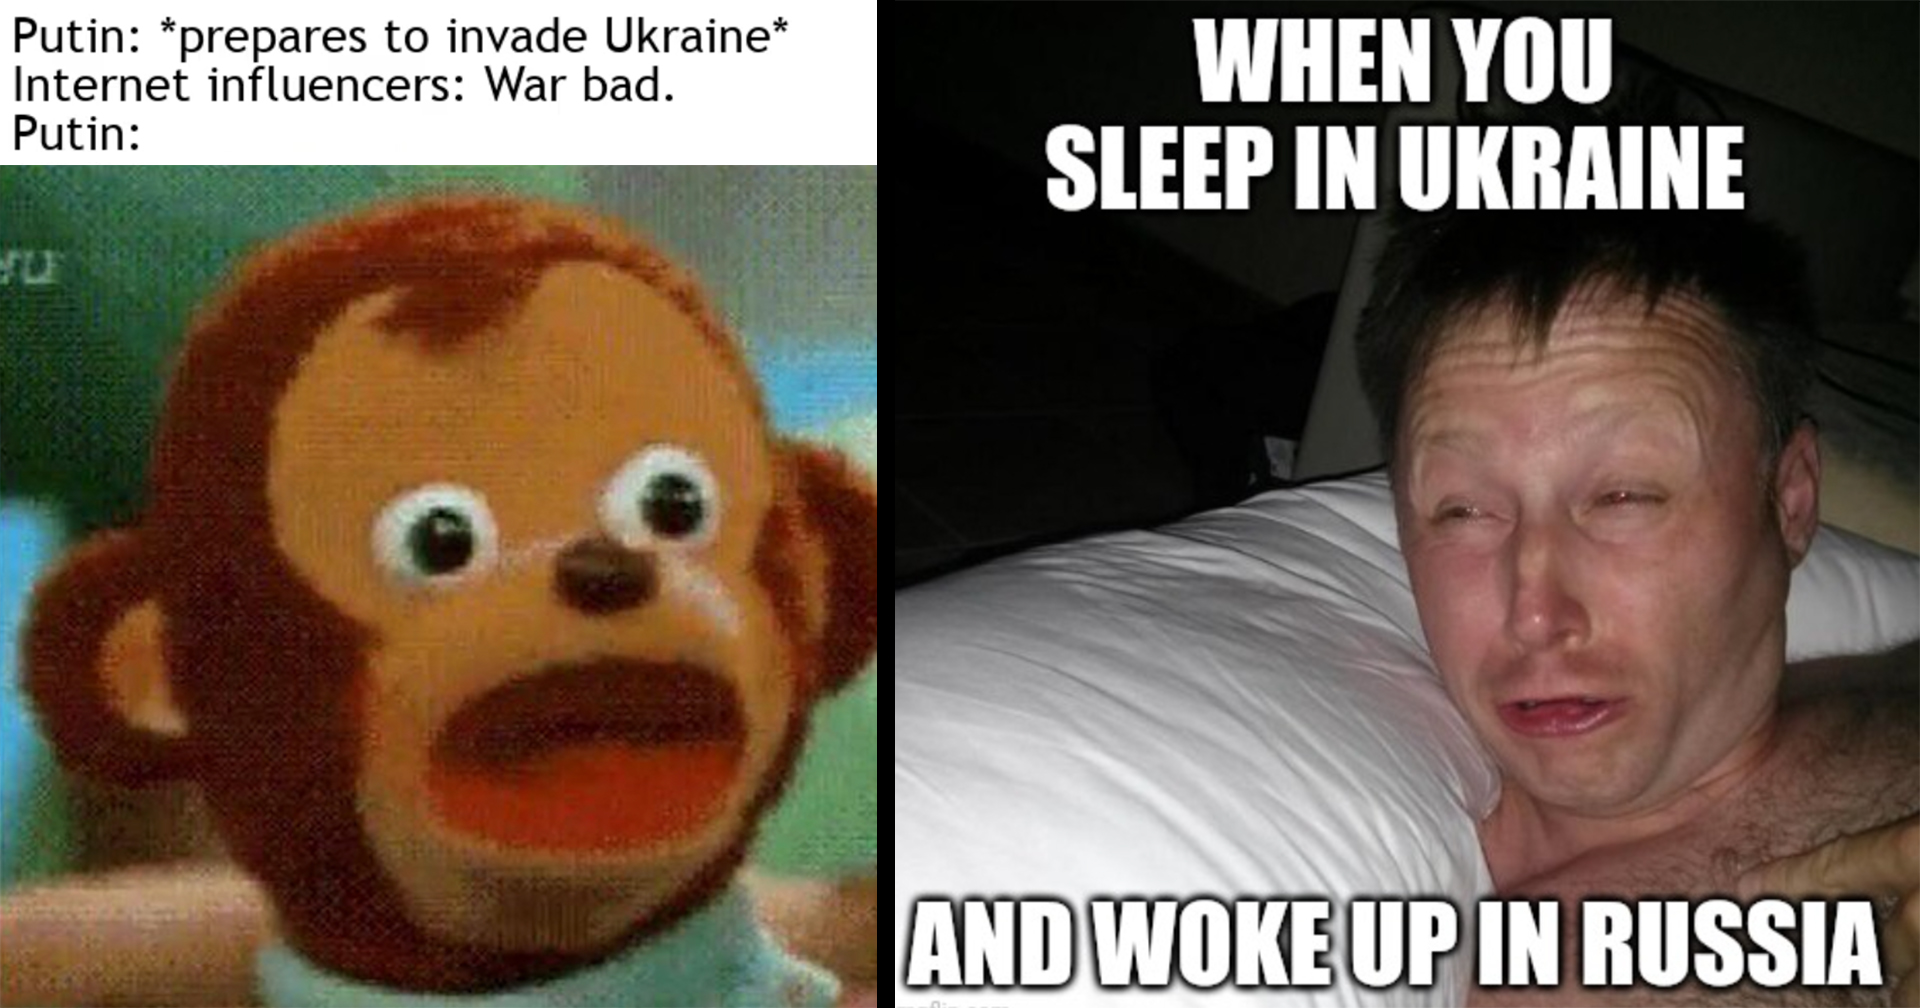 Putin: *prepares to invade Ukraine*
Internet influencers: War bad.
Putin:
WHEN YOU
SLEEP IN UKRAINE
AND WOKE UP IN RUSSIA